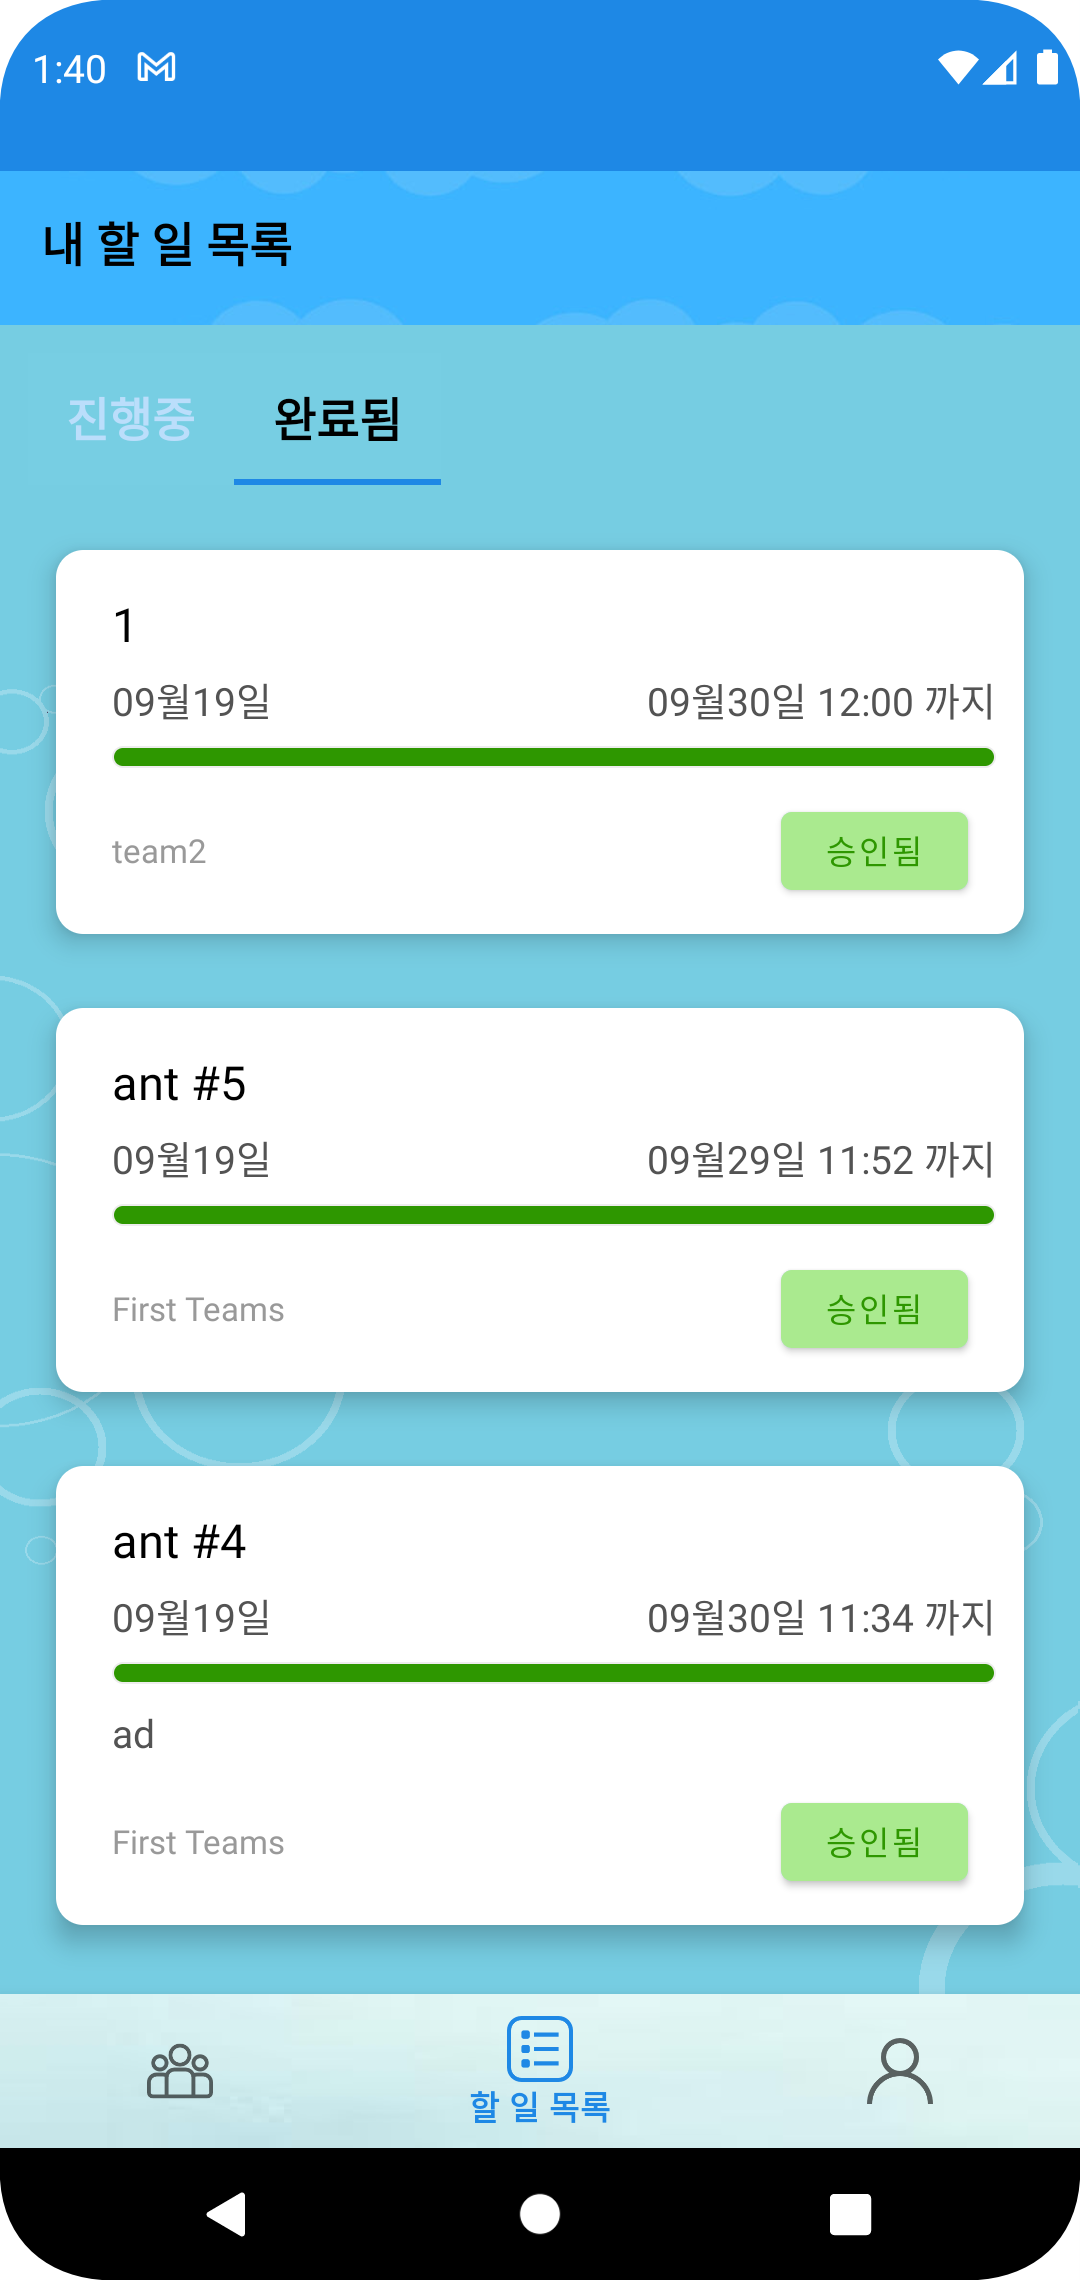 1:40
내 할 일 목록
진행중 완료됨
1
09월19일 09월30일 12:00 까지
team2 승인됨
ant #5
09월19일 09월29일 11:52 까지
First Teams 승인됨
ant #4
09월19일 09월30일 11:34 까지
ad
First Teams 승인됨
할 일 목록